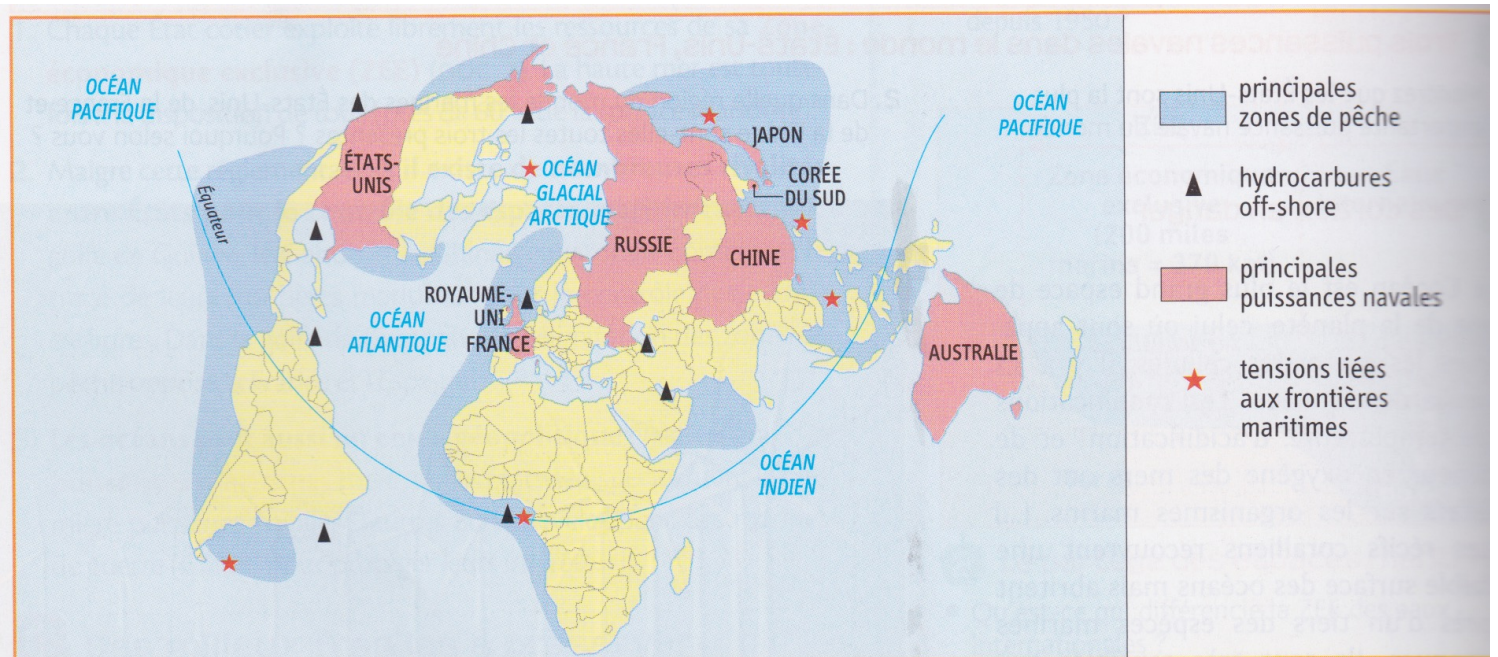 OCÉAN
PACIFIQUE
ÉTATS-
UNIS
Équateur
OCÉAN
GLACIAL
ARCTIQUE
JAPON
CORÉE
DU SUD
OCÉAN
PACIFIQUE
RUSSIE
CHINE
ROYAUME-
UNI
FRANCE
OCÉAN
ATLANTIQUE
AUSTRALIE
OCÉAN
INDIEN
principales
zones de pêche
hydrocarbures
off-shore
principales
puissances navales
tensions liées
aux frontières
maritimes